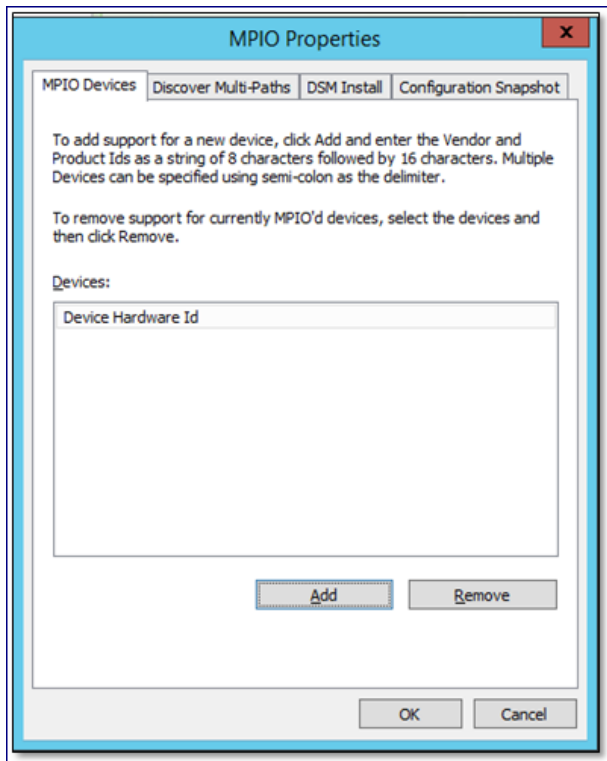 MPIO Properties
x
MPIO Devices
Discover Multi-Paths
DSM Install
Configuration Snapshot
To add support for a new device, click Add and enter the Vendor and
Product Ids as a string of 8 characters followed by 16 characters. Multiple
Devices can be specified using semi-colon as the delimiter.
To remove support for currently MPIO'd devices, select the devices and
then click Remove.
Devices:
Device Hardware Id
Add
Remove
OK
Cancel